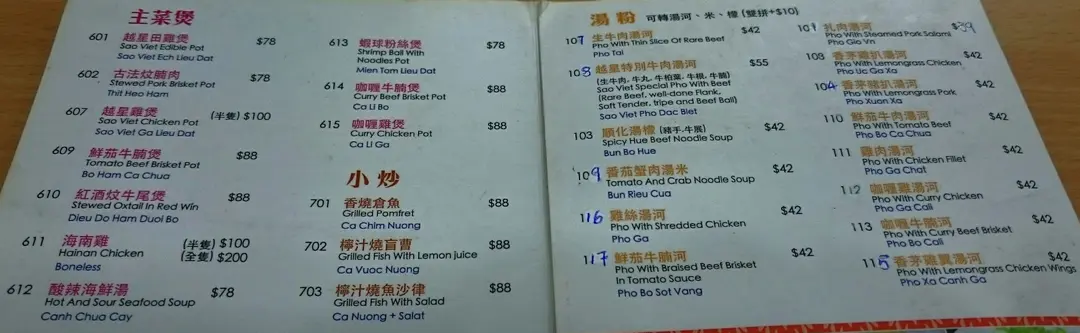 主菜煲
601 越星田雞煲 $78
Sao Viet Edible Pot
Sao Viet Ech Lieu Dat
602 古法炆腩肉 $78
Stewed Pork Brisket Pot
Thit Heo Ham
607 越星雞煲 (半隻) $100
Sao Viet Chicken Pot
Sao Viet Ga Lieu Dat
609 鮮茄牛腩煲 $88
Tomato Beef Brisket Pot
Bo Ham Ca Chua
610 紅酒炆牛尾煲 $88
Stewed Oxtail In Red Win
Dieu Do Ham Duoi Bo
611 海南雞 (半隻) $100
Hainan Chicken (全隻) $200
Boneless
612 酸辣海鮮湯 $78
Hot And Sour Seafood Soup
Canh Chua Cay
613 蝦球粉絲煲 $78
Shrimp Ball With
Noodles Pot
Mien Tom Lieu Dat
614 咖喱牛腩煲 $88
Curry Beef Brisket Pot
Ca Li Bo
615 咖喱雞煲 $88
Curry Chicken Pot
Ca Li Ga
小炒
701 香燒倉魚 $88
Grilled Pomfret
Ca Chim Nuong
702 檸汁燒盲曹 $88
Grilled Fish With Lemon juice
Ca Vuoc Nuong
703 檸汁燒魚沙律 $88
Grilled Fish With Salad
Ca Nuong + Salat
湯粉 可轉湯河、米、檬 (雙拼+$10)
107 生牛肉湯河 $42
Pho With Thin Slice Of Rare Beef
Pho Tai
108 越星特別牛肉湯河 $55
(生牛肉、牛丸、牛柏葉、牛根、牛腩)
Sao Viet Special Pho With Beef
(Rare Beef, well-done Flank,
Soft Tender, tripe and Beef Ball)
Sao Viet Pho Dac Biet
103 順化湯檬 (豬手、牛展) $42
Spicy Hue Beef Noodle Soup
Bun Bo Hue
109 番茄蟹肉湯米 $42
Tomato And Crab Noodle Soup
Bun Rieu Cua
116 雞絲湯河 $42
Pho With Shredded Chicken
Pho Ga
117 鮮茄牛腩河 $42
Pho With Braised Beef Brisket
In Tomato Sauce
Pho Bo Sot Vang
扎肉湯河 $39
Pho With Steamed Pork Salami
Pho Gio Vn
108 香茅雞扒湯河 $42
Pho With Lemongrass Chicken
Pho Uc Ga Xa
104 香茅豬扒湯河 $42
Pho With Lemongrass Pork
Pho Xuon Xa
110 鮮茄牛肉湯河 $42
Pho With Tomato Beef
Pho Bo Ca Chua
111 雞肉湯河 $42
Pho With Chicken Fillet
Pho Ga Chat
112 咖喱雞湯河 $42
Pho With Curry Chicken
Pho Ga Cali
113 咖喱牛腩河 $42
Pho With Curry Beef Brisket
Pho Bo Cali
115 香茅雞翼湯河 $42
Pho With Lemongrass Chicken Wings
Pho Xa Canh Ga